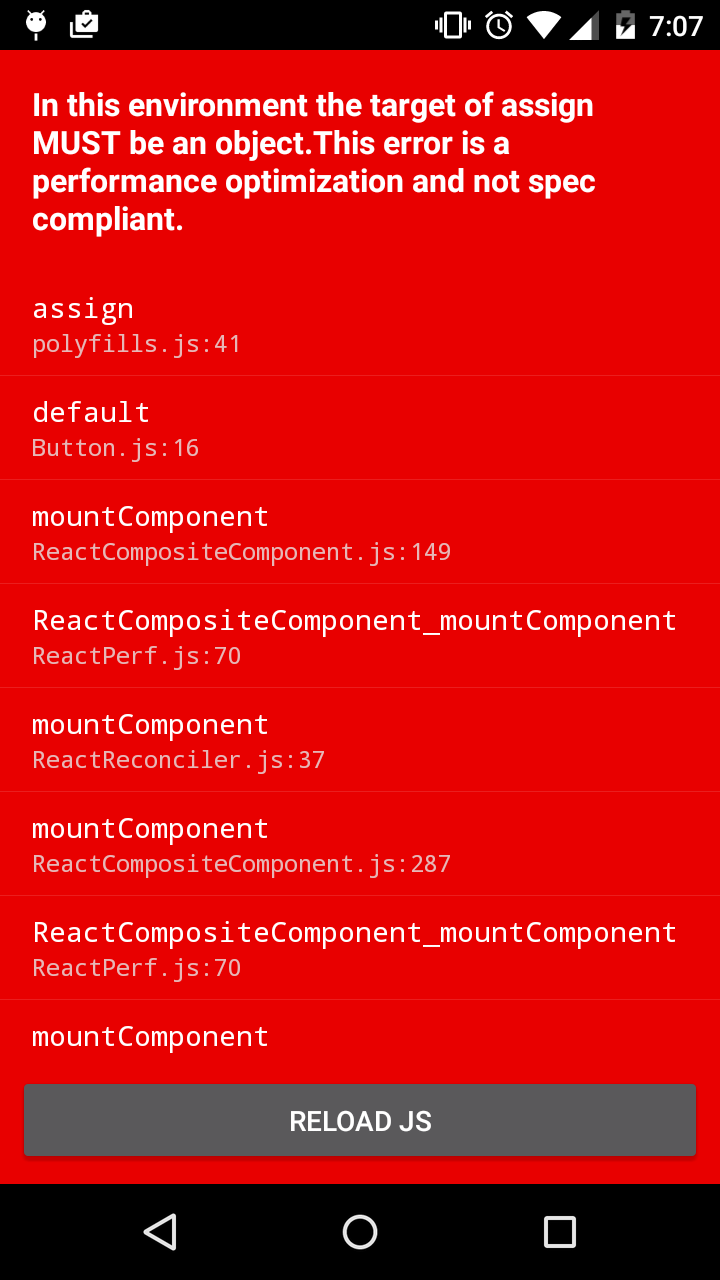 7:07
In this environment the target of assign
MUST be an object.This error is a
performance optimization and not spec
compliant.
assign
polyfills.js:41
default
Button.js:16
mountComponent
ReactCompositeComponent.js:149
ReactCompositeComponent_mountComponent
ReactPerf.js:70
mountComponent
ReactReconciler.js:37
mountComponent
ReactCompositeComponent.js:287
ReactCompositeComponent_mountComponent
ReactPerf.js:70
mountComponent
RELOAD JS